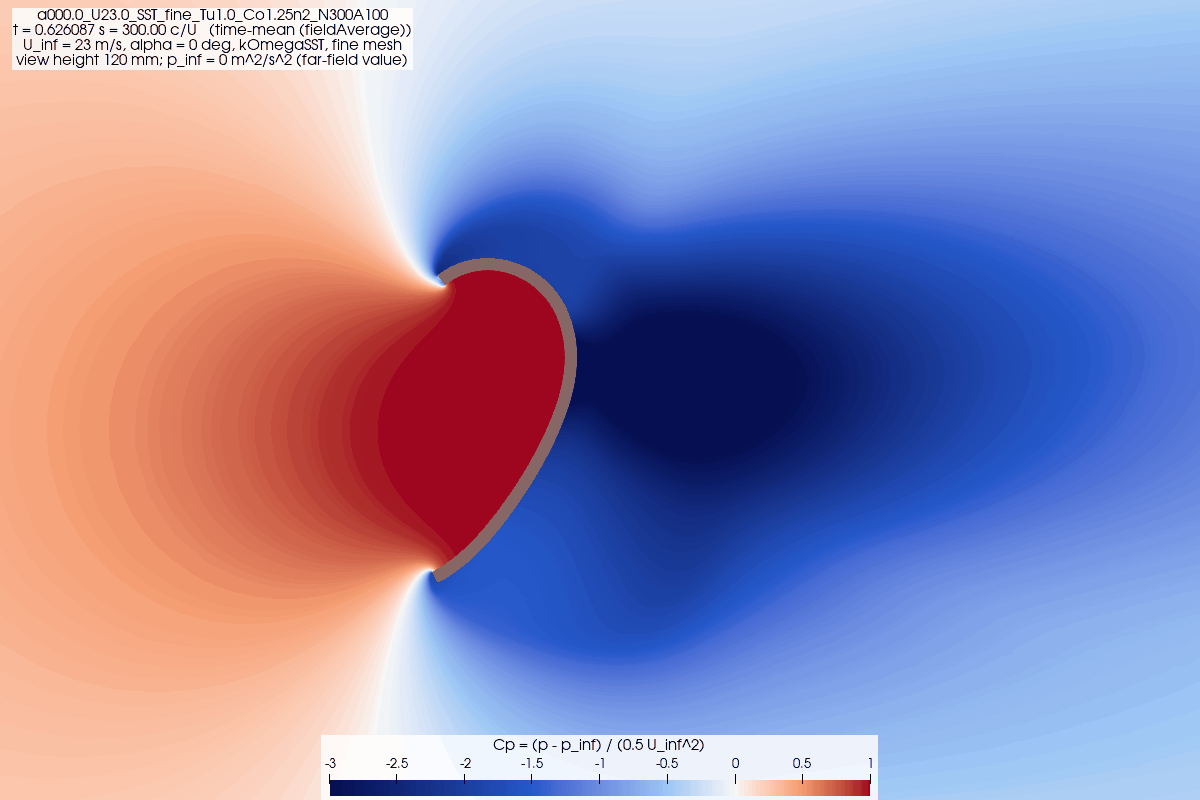 a000.0_U23.0_SST_fine_Tu1.0_Co1.25n2_N300A100
t = 0.626087 s = 300.00 c/U (time-mean (fieldAverage))
U_inf = 23 m/s, alpha = 0 deg, kOmegaSST, fine mesh
view height 120 mm; p_inf = 0 m^2/s^2 (far-field value)
Cp = (p - p_inf) / (0.5 U_inf^2)
-3 -2.5 -2 -1.5 -1 -0.5 0 0.5 1